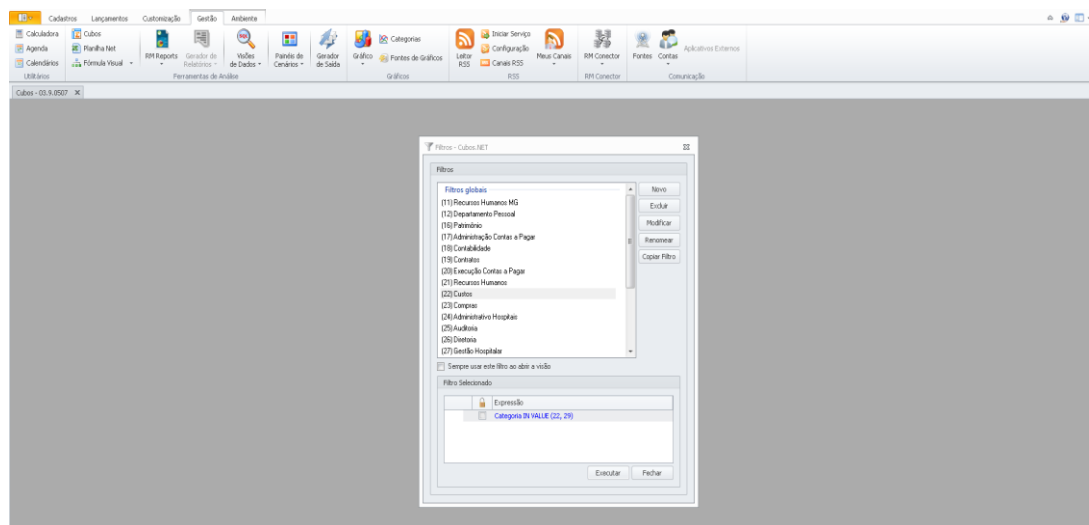 Cadastros Lançamentos Customização Gestão Ambiente
Calculadora Cubos
Agenda Planilha Net
Calendários Fórmula Visual
Utilitários
RM Reports Gerador de Relatórios Visões de Dados Painéis de Cenários Gerador de Saída
Ferramentas de Análise
Gráfico Categorias
Fontes de Gráficos
Gráficos
Leitor RSS Iniciar Serviço
Configuração
Canais RSS Meus Canais
RSS
RM Conector
RM Conector
Fontes Contas Aplicativos Externos
Comunicação
Cubos - 03.9.0507
Filtros - Cubos.NET
Filtros
Filtros globais
(11) Recursos Humanos MG
(12) Departamento Pessoal
(16) Patrimônio
(17) Administração Contas a Pagar
(18) Contabilidade
(19) Contratos
(20) Execução Contas a Pagar
(21) Recursos Humanos
(22) Custos
(23) Compras
(24) Administrativo Hospitais
(25) Auditoria
(26) Diretoria
(27) Gestão Hospitalar
Novo
Excluir
Modificar
Renomear
Copiar Filtro
Sempre usar este filtro ao abrir a visão
Filtro Selecionado
Expressão
Categoria IN VALUE (22, 29)
Executar Fechar